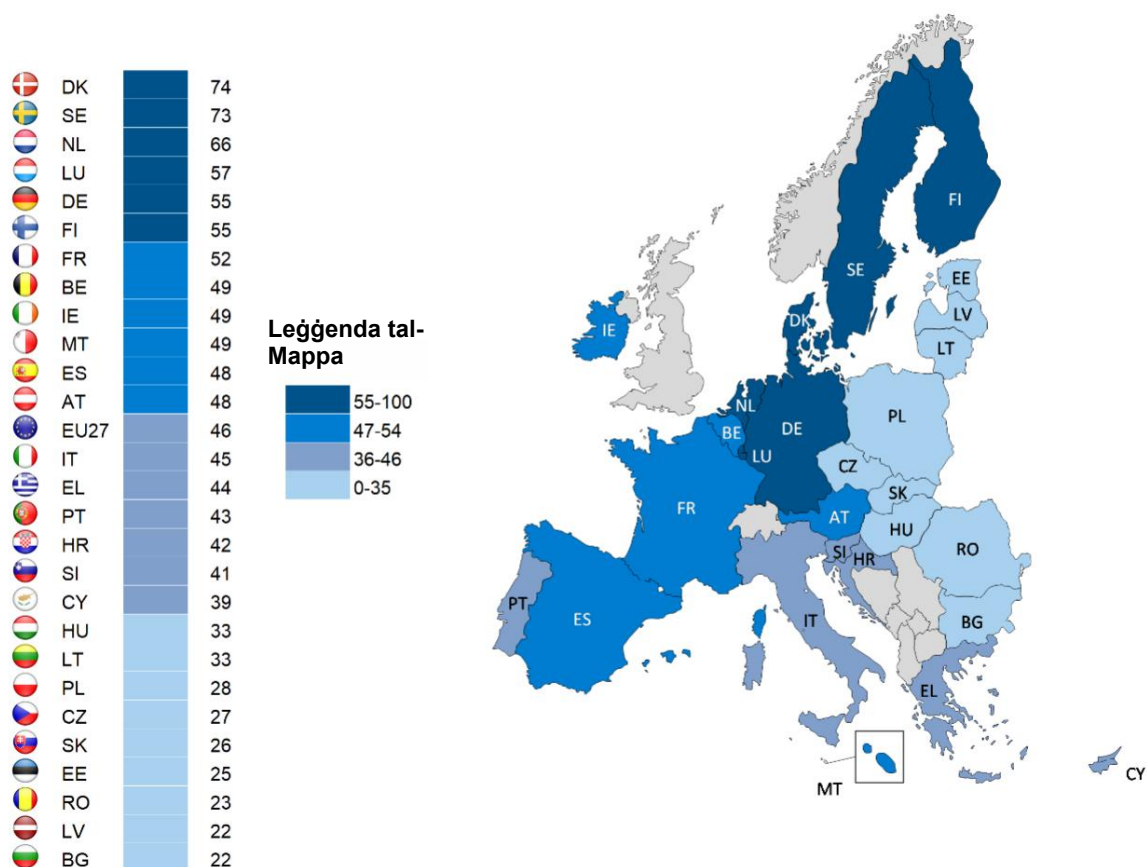 DK 74
SE 73
NL 66
LU 57
DE 55
FI 55
FR 52
BE 49
IE 49
MT 49
ES 48
AT 48
EU27 46
IT 45
EL 44
PT 43
HR 42
SI 41
CY 39
HU 33
LT 33
PL 28
CZ 27
SK 26
EE 25
RO 23
LV 22
BG 22
Leġġenda tal-
Mappa
55-100
47-54
36-46
0-35
FI
SE
EE
LV
LT
DK
IE
NL
BE
DE
PL
LU
CZ
SK
FR
AT
HU
RO
SI
HR
PT
ES
IT
BG
EL
MT
CY